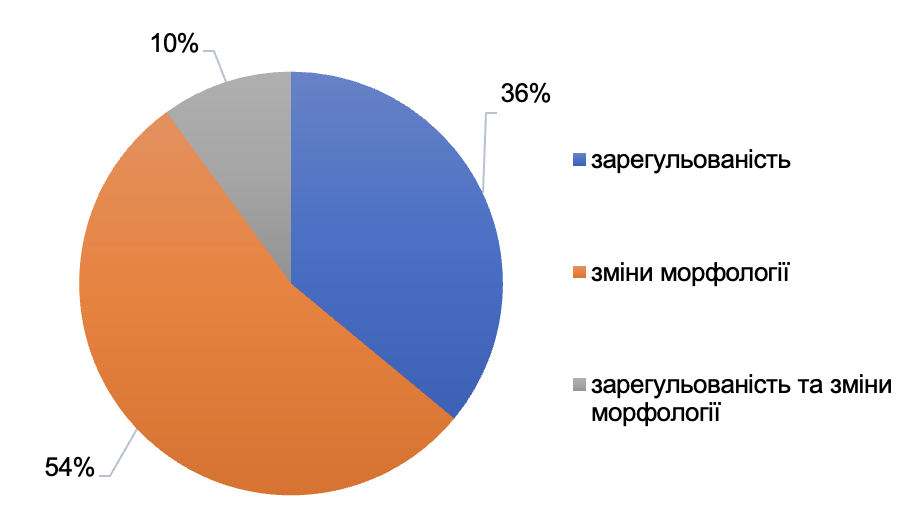 10%
36%
54%
зарегульованість
зміни морфології
зарегульованість та зміни
морфології